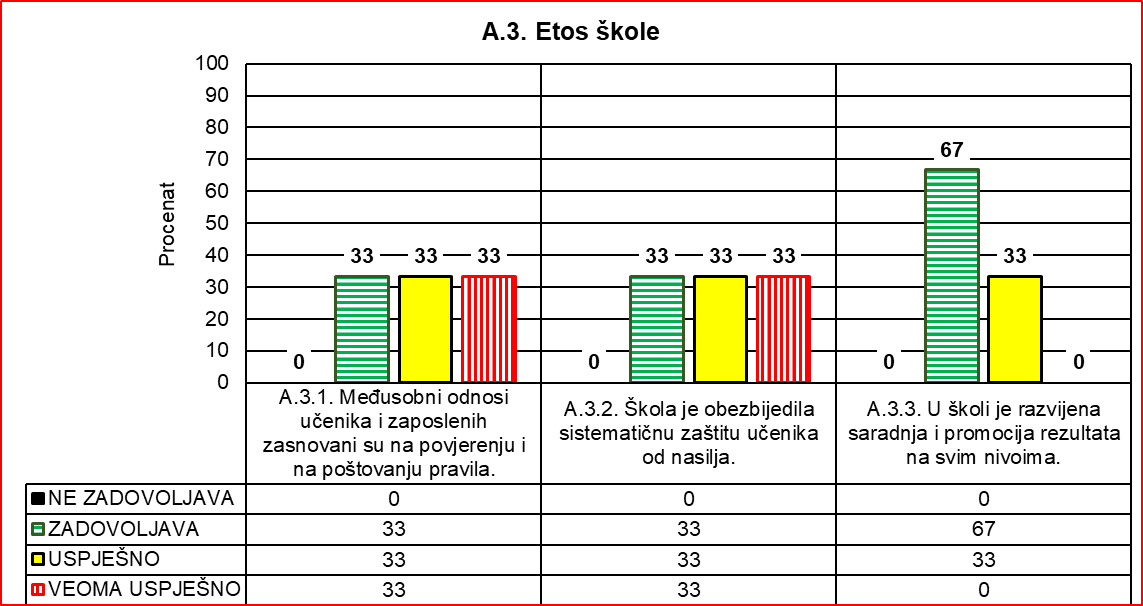 A.3. Etos škole
Procenat
100
90
80
70
60
50
40
30
20
10
0
0
33
33
33
0
33
33
33
0
67
33
0
A.3.1. Međusobni odnosi
učenika i zaposlenih
zasnovani su na povjerenju i
na poštovanju pravila.
A.3.2. Škola je obezbijedila
sistematičnu zaštitu učenika
od nasilja.
A.3.3. U školi je razvijena
saradnja i promocija rezultata
na svim nivoima.
NE ZADOVOLJAVA 0 0 0
ZADOVOLJAVA 33 33 67
USPJEŠNO 33 33 33
VEOMA USPJEŠNO 33 33 0